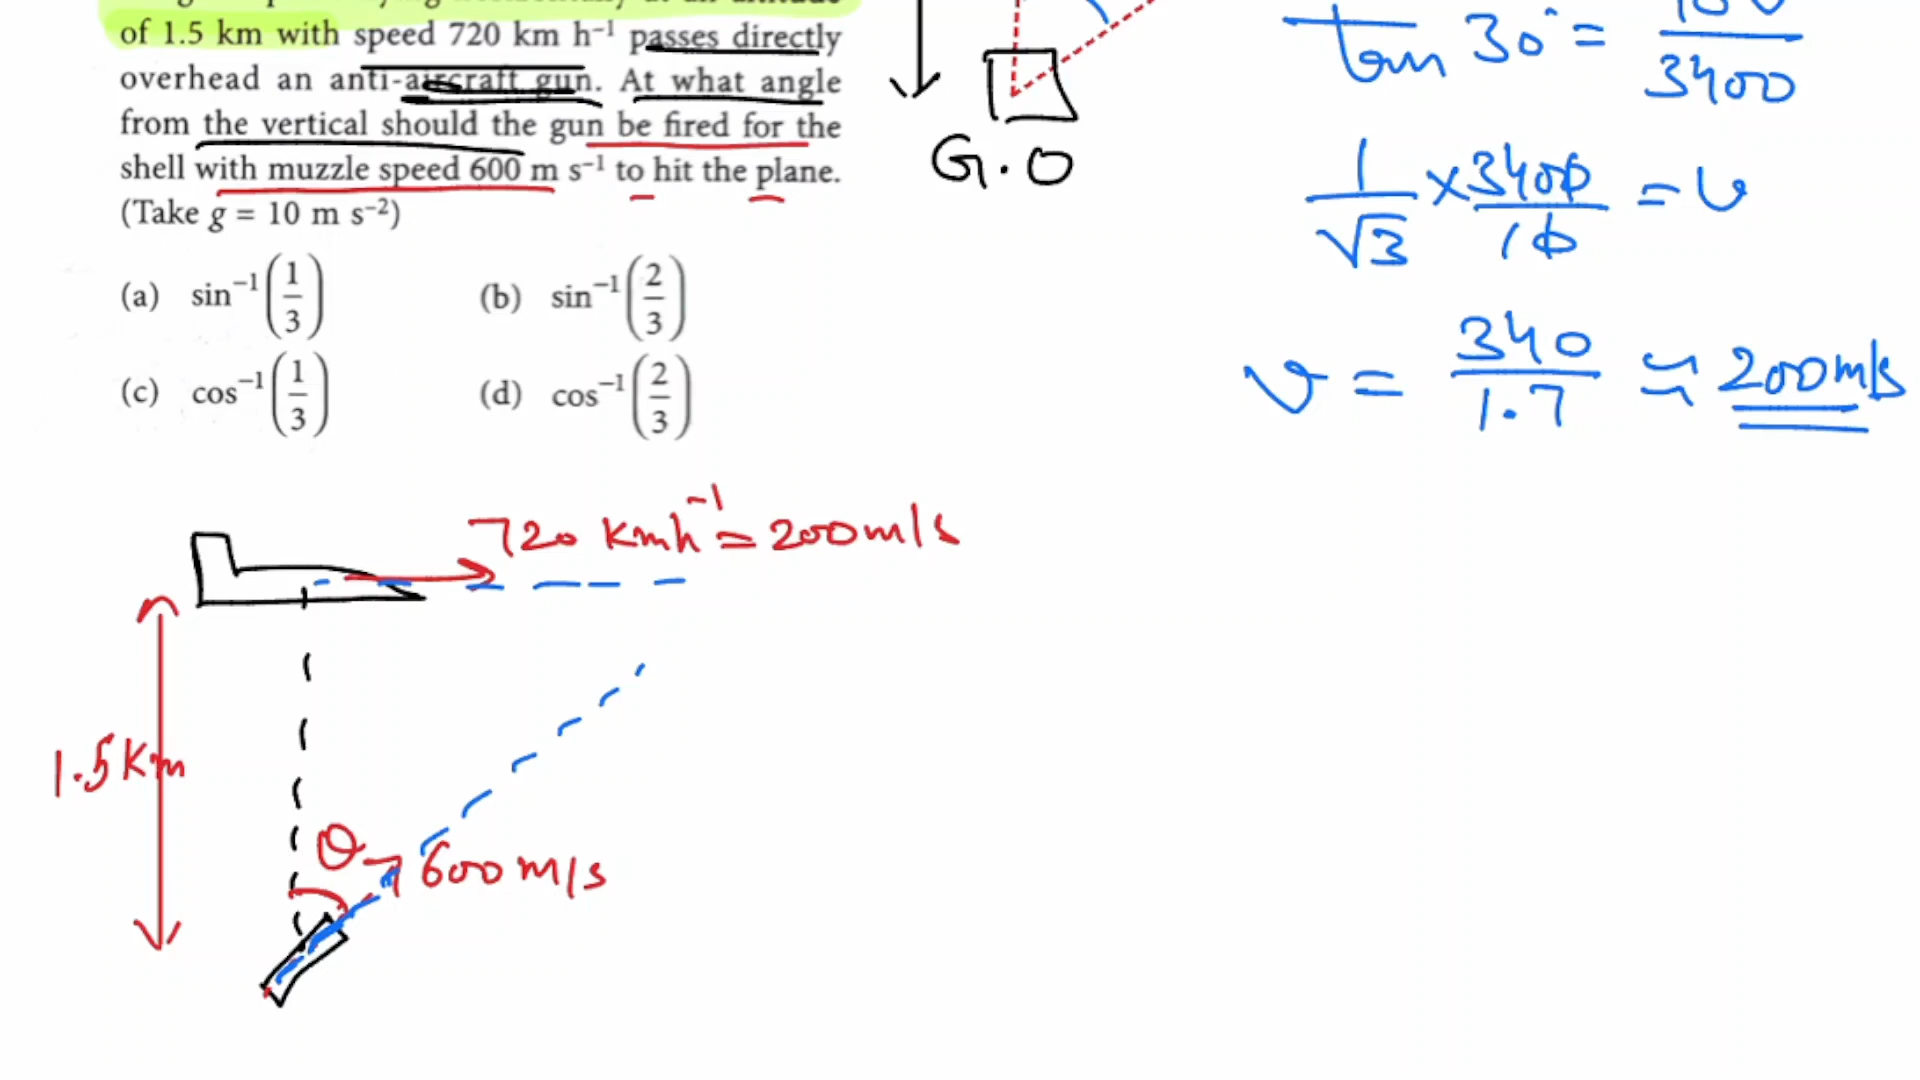 of 1.5 km with speed 720 km h⁻¹ passes directly
overhead an anti-aircraft gun. At what angle
from the vertical should the gun be fired for the
shell with muzzle speed 600 m s⁻¹ to hit the plane.
(Take g = 10 m s⁻²)
(a) sin⁻¹(1/3) (b) sin⁻¹(2/3)
(c) cos⁻¹(1/3) (d) cos⁻¹(2/3)
720 Kmh⁻¹ = 200m/s
1.5Km
θ
600m/s
G.O
tan 30° = /3400
1/√3 × 3400/10 = v
v = 340/1.7 ≈ 200m/s